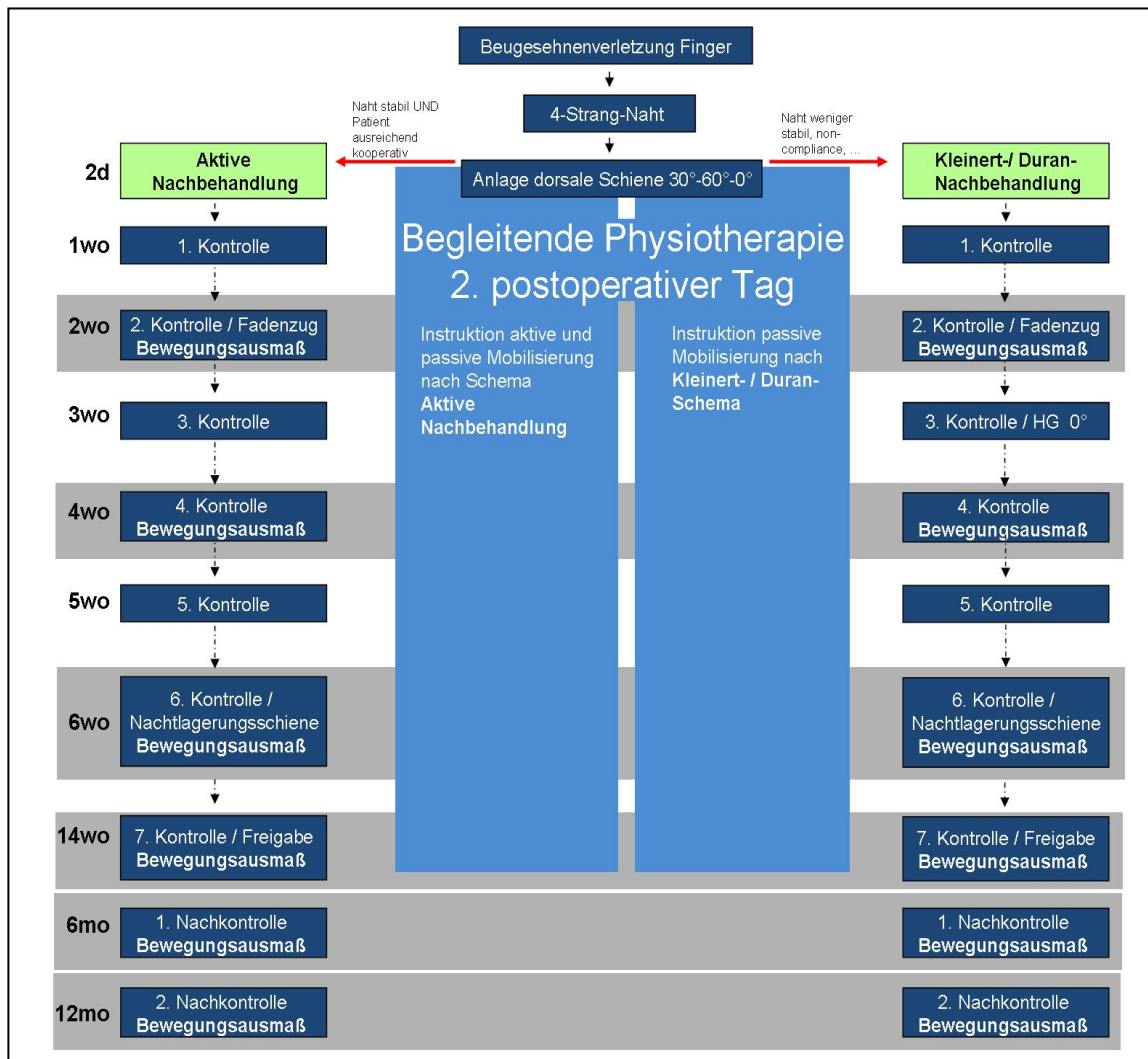 Beugesehnenverletzung Finger
4-Strang-Naht
Naht stabil UND
Patient
ausreichend
kooperativ
Naht weniger
stabil, non-
compliance, ...
2d
Aktive
Nachbehandlung
Anlage dorsale Schiene 30°-60°-0°
Kleinert-/ Duran-
Nachbehandlung
Begleitende Physiotherapie
2. postoperativer Tag
Instruktion aktive und
passive Mobilisierung
nach Schema
Aktive
Nachbehandlung
Instruktion passive
Mobilisierung nach
Kleinert- / Duran-
Schema
1wo
1. Kontrolle
1. Kontrolle
2wo
2. Kontrolle / Fadenzug
Bewegungsausmaß
2. Kontrolle / Fadenzug
Bewegungsausmaß
3wo
3. Kontrolle
3. Kontrolle / HG 0°
4wo
4. Kontrolle
Bewegungsausmaß
4. Kontrolle
Bewegungsausmaß
5wo
5. Kontrolle
5. Kontrolle
6wo
6. Kontrolle /
Nachtlagerungsschiene
Bewegungsausmaß
6. Kontrolle /
Nachtlagerungsschiene
Bewegungsausmaß
14wo
7. Kontrolle / Freigabe
Bewegungsausmaß
7. Kontrolle / Freigabe
Bewegungsausmaß
6mo
1. Nachkontrolle
Bewegungsausmaß
1. Nachkontrolle
Bewegungsausmaß
12mo
2. Nachkontrolle
Bewegungsausmaß
2. Nachkontrolle
Bewegungsausmaß